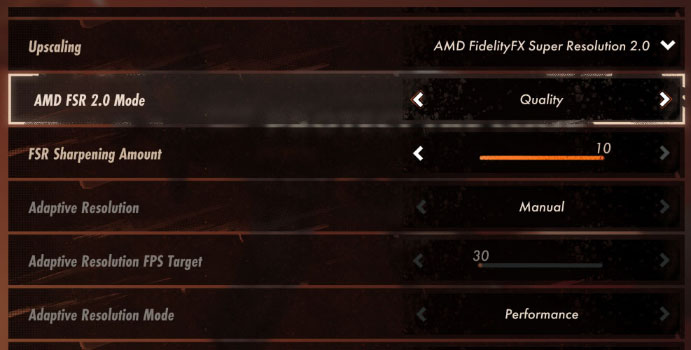 Upscaling AMD FidelityFX Super Resolution 2.0
AMD FSR 2.0 Mode Quality
FSR Sharpening Amount 10
Adaptive Resolution Manual
Adaptive Resolution FPS Target 30
Adaptive Resolution Mode Performance